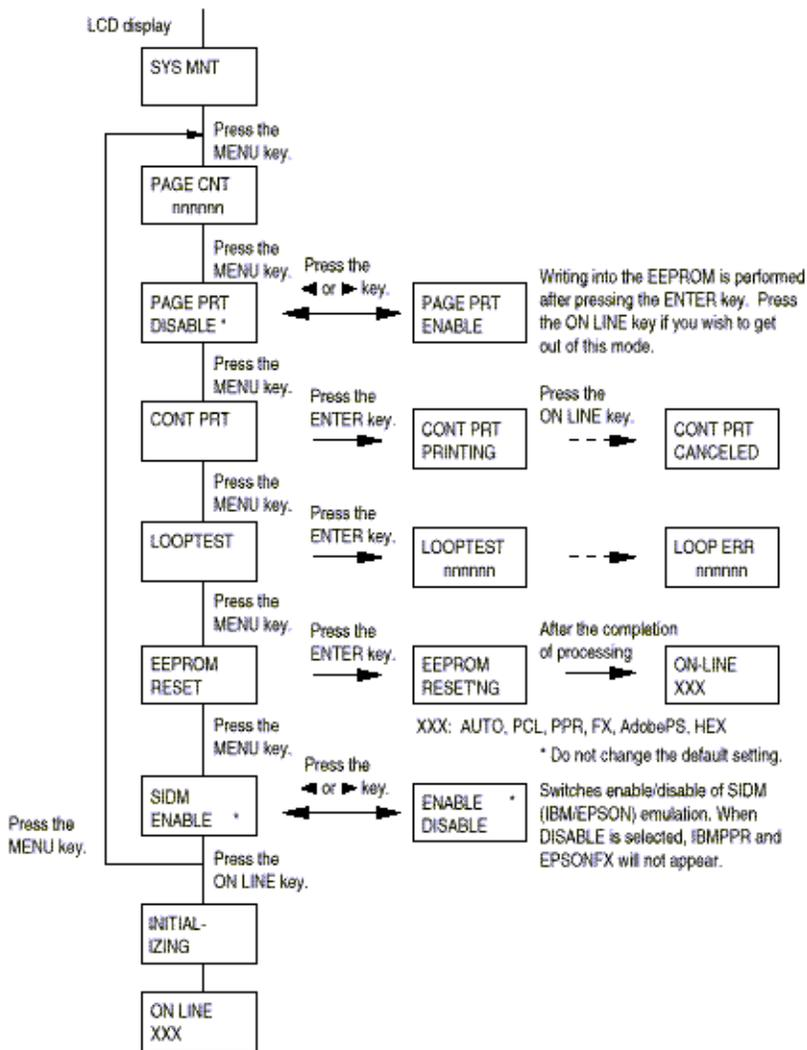 LCD display
SYS MNT
Press the
MENU key.
PAGE CNT
nnnnnn
Press the
MENU key.
Press the
◄ or ► key.
PAGE PRT
DISABLE *
PAGE PRT
ENABLE
Writing into the EEPROM is performed
after pressing the ENTER key. Press
the ON LINE key if you wish to get
out of this mode.
Press the
MENU key.
CONT PRT
Press the
ENTER key.
CONT PRT
PRINTING
Press the
ON LINE key.
CONT PRT
CANCELED
Press the
MENU key.
LOOPTEST
Press the
ENTER key.
LOOPTEST
nnnnnn
LOOP ERR
nnnnnn
Press the
MENU key.
EEPROM
RESET
Press the
ENTER key.
EEPROM
RESET'NG
After the completion
of processing
ON-LINE
XXX
XXX: AUTO, PCL, PPR, FX, AdobePS, HEX
* Do not change the default setting.
Press the
MENU key.
SIDM
ENABLE *
Press the
◄ or ► key.
ENABLE *
DISABLE
Switches enable/disable of SIDM
(IBM/EPSON) emulation. When
DISABLE is selected, IBMPPR and
EPSONFX will not appear.
Press the
MENU key.
Press the
ON LINE key.
INITIAL-
IZING
ON LINE
XXX